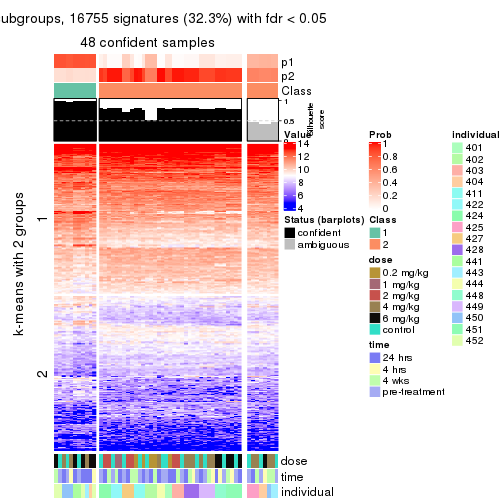 ubgroups, 16755 signatures (32.3%) with fdr < 0.05
48 confident samples
p1
p2
Class
1
0.5
0
silhouette
score
k-means with 2 groups
1
2
Value
14
12
10
8
6
4
Status (barplots)
confident
ambiguous
Prob
1
0.8
0.6
0.4
0.2
0
Class
1
2
dose
0.2 mg/kg
1 mg/kg
2 mg/kg
4 mg/kg
6 mg/kg
control
time
24 hrs
4 hrs
4 wks
pre-treatment
individual
401
402
403
404
411
422
424
425
427
428
441
443
444
448
449
450
451
452
dose
time
individual